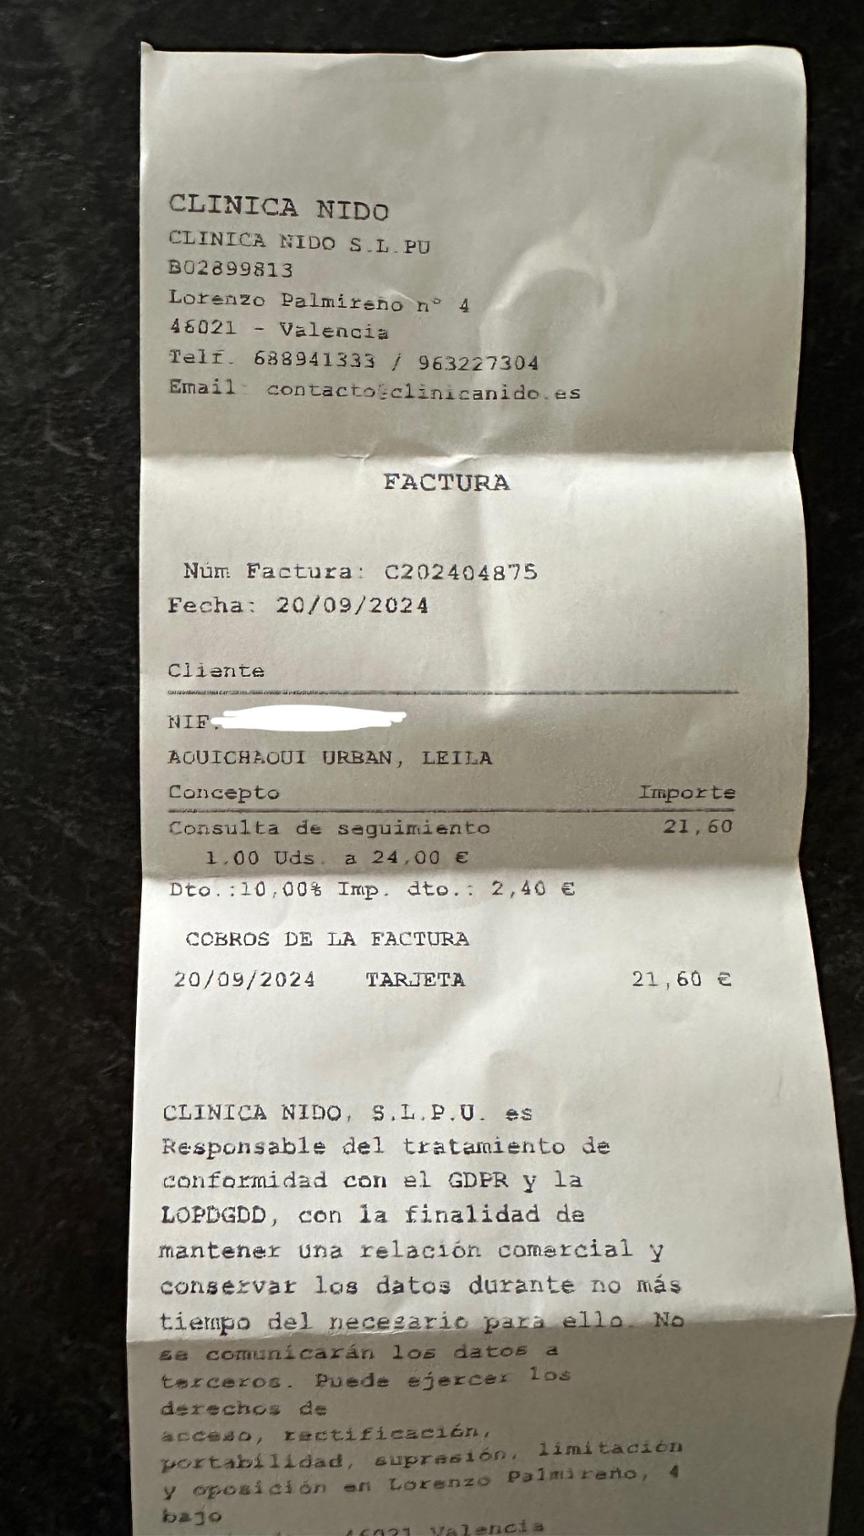 CLINICA NIDO
CLINICA NIDO S.L.PU
B02899813
Lorenzo Palmireno nº 4
46021 - Valencia
Telf. 688941333 / 963227304
Email: contacto@clinicanido.es
FACTURA
Núm Factura: C202404875
Fecha: 20/09/2024
Cliente
NIF.
AOUICHAOUI URBAN, LEILA
Concepto Importe
Consulta de seguimiento 21,60
1.00 Uds. a 24,00 €
Dto.:10,00% Imp. dto.: 2,40 €
COBROS DE LA FACTURA
20/09/2024 TARJETA 21,60 €
CLINICA NIDO, S.L.P.U. es
Responsable del tratamiento de
conformidad con el GDPR y la
LOPDGDD, con la finalidad de
mantener una relación comercial y
conservar los datos durante no más
tiempo del necesario para ello. No
se comunicarán los datos a
terceros. Puede ejercer los
derechos de
acceso, rectificación,
portabilidad, supresión, limitación
y oposición en Lorenzo Palmireño, 4
bajo
46021 Valencia